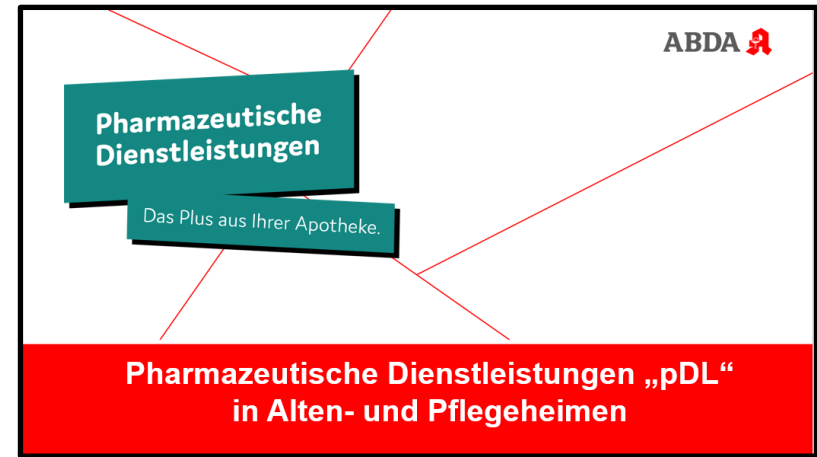 ABDA
Pharmazeutische
Dienstleistungen
Das Plus aus Ihrer Apotheke.
Pharmazeutische Dienstleistungen „pDL“
in Alten- und Pflegeheimen